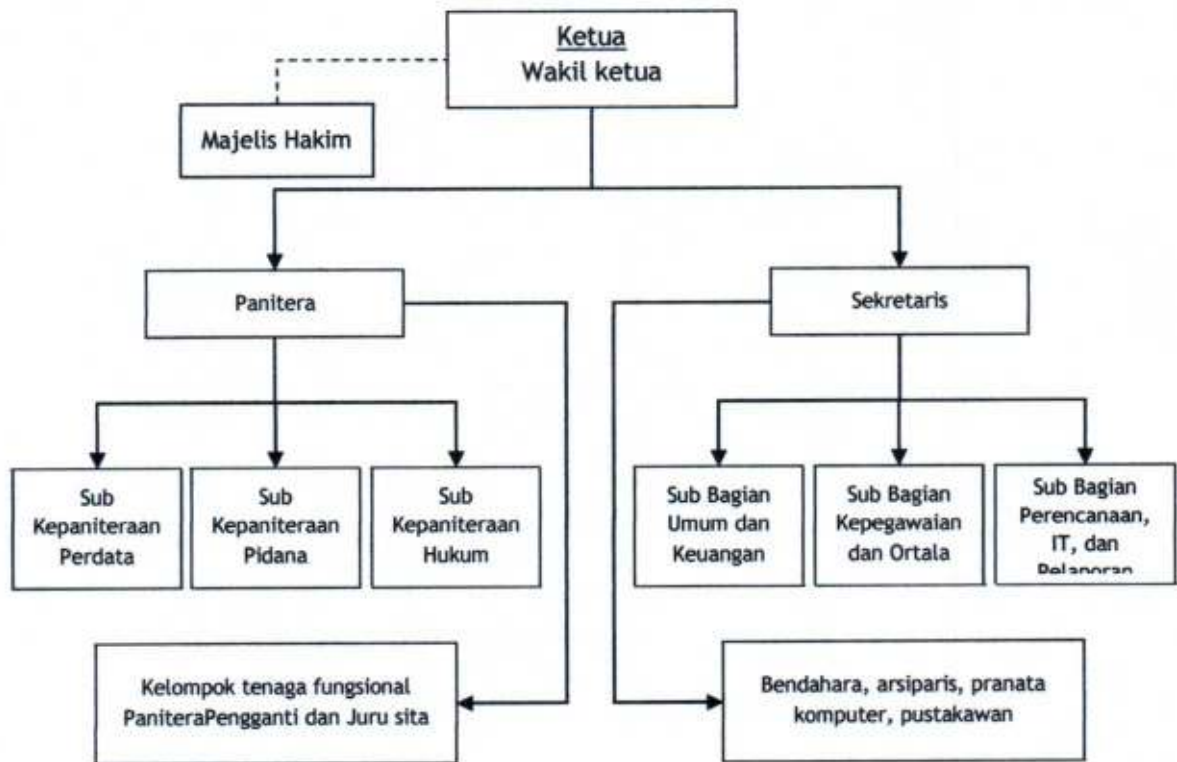 Ketua
Wakil ketua
Majelis Hakim
Panitera
Sekretaris
Sub
Kepaniteraan
Perdata
Sub
Kepaniteraan
Pidana
Sub
Kepaniteraan
Hukum
Sub Bagian
Umum dan
Keuangan
Sub Bagian
Kepegawaian
dan Ortala
Sub Bagian
Perencanaan,
IT, dan
Pelaporan
Kelompok tenaga fungsional
PaniteraPengganti dan Juru sita
Bendahara, arsiparis, pranata
komputer, pustakawan